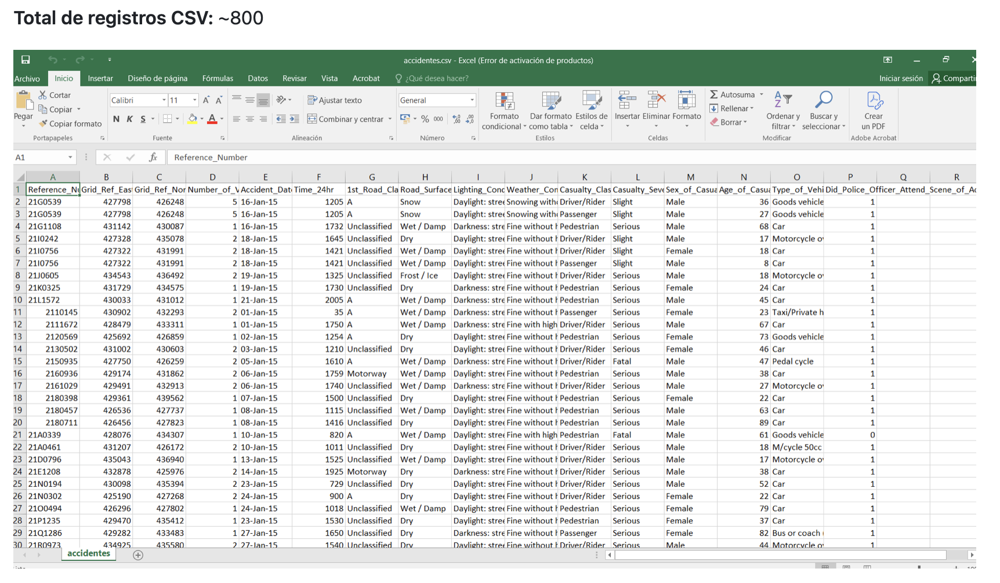 Total de registros CSV: ~800
accidentes.csv - Excel (Error de activación de productos)
Archivo Inicio Insertar Diseño de página Fórmulas Datos Revisar Vista Acrobat ¿Qué desea hacer? Iniciar sesión Compartir
Pegar Cortar Copiar Copiar formato Portapapeles
Calibri 11 N K S Fuente
Ajustar texto Combinar y centrar Alineación
General % 000 Número
Formato condicional Dar formato como tabla Estilos de celda Estilos
Insertar Eliminar Formato Celdas
Autosuma Rellenar Borrar Ordenar y filtrar Buscar y seleccionar Modificar
Crear un PDF Adobe Acrobat
A1 fx Reference_Number
A B C D E F G H I J K L M N O P Q R
1 Reference_Nu Grid_Ref_East Grid_Ref_Nor Number_of_V Accident_Date Time_24hr 1st_Road_Cla Road_Surface Lighting_Conc Weather_Con Casualty_Clas Casualty_Seve Sex_of_Casua Age_of_Casua Type_of_Vehi Did_Police_Officer_Attend_Scene_of_Ac
2 21G0539 427798 426248 5 16-Jan-15 1205 A Snow Daylight: stree Snowing witho Driver/Rider Slight Male 36 Goods vehicle 1
3 21G0539 427798 426248 5 16-Jan-15 1205 A Snow Daylight: stree Snowing witho Passenger Slight Male 27 Goods vehicle 1
4 21G1108 431142 430087 1 16-Jan-15 1732 Unclassified Wet / Damp Darkness: stre Fine without h Pedestrian Serious Male 68 Car 1
5 21I0242 427328 435078 2 18-Jan-15 1645 Unclassified Dry Daylight: stree Fine without h Driver/Rider Slight Male 17 Motorcycle ov 1
6 21I0756 427322 431991 2 18-Jan-15 1421 Unclassified Wet / Damp Daylight: stree Fine without h Driver/Rider Slight Female 18 Car 1
7 21I0756 427322 431991 2 18-Jan-15 1421 Unclassified Wet / Damp Daylight: stree Fine without h Passenger Slight Male 8 Car 1
8 21J0605 434543 436492 2 19-Jan-15 1325 Unclassified Frost / Ice Daylight: stree Fine without h Driver/Rider Serious Male 18 Motorcycle ov 1
9 21K0325 431729 434575 1 19-Jan-15 1730 Unclassified Dry Darkness: stre Fine without h Pedestrian Serious Female 24 Car 1
10 21L1572 430033 431012 1 21-Jan-15 2005 A Wet / Damp Darkness: stre Fine without h Pedestrian Serious Male 45 Car 1
11 2110145 430902 432293 2 01-Jan-15 35 A Wet / Damp Darkness: stre Fine without h Passenger Serious Female 23 Taxi/Private h 1
12 2111672 428479 433311 1 01-Jan-15 1750 A Wet / Damp Darkness: stre Fine with high Driver/Rider Serious Male 67 Car 1
13 2120569 425692 426859 1 02-Jan-15 1254 A Dry Daylight: stree Fine without h Pedestrian Serious Female 73 Goods vehicle 1
14 2130502 431002 430603 2 03-Jan-15 1210 Unclassified Dry Daylight: stree Fine without h Driver/Rider Serious Female 46 Car 1
15 2150935 427750 426259 2 05-Jan-15 1610 A Wet / Damp Darkness: stre Fine without h Driver/Rider Fatal Male 47 Pedal cycle 1
16 2160936 429174 431862 2 06-Jan-15 1759 Motorway Wet / Damp Daylight: stree Fine without h Pedestrian Serious Male 38 Car 1
17 2161029 429491 432913 2 06-Jan-15 1740 Unclassified Wet / Damp Darkness: stre Fine without h Driver/Rider Serious Male 27 Motorcycle ov 1
18 2180398 429361 439562 1 07-Jan-15 1500 Unclassified Dry Daylight: stree Fine without h Pedestrian Serious Female 22 Car 1
19 2180457 426536 427737 1 08-Jan-15 1115 Unclassified Wet / Damp Daylight: stree Fine without h Pedestrian Serious Male 63 Car 1
20 2180711 426456 427823 1 08-Jan-15 1416 Unclassified Dry Daylight: stree Fine without h Pedestrian Serious Male 89 Car 1
21 21A0339 428076 434307 1 10-Jan-15 820 A Wet / Damp Daylight: stree Fine with high Pedestrian Fatal Male 61 Goods vehicle 0
22 21A0461 431207 426172 2 10-Jan-15 1011 Unclassified Dry Daylight: stree Fine without h Driver/Rider Serious Male 18 M/cycle 50cc 1
23 21D0796 435043 436940 1 13-Jan-15 1525 Unclassified Wet / Damp Daylight: stree Fine without h Driver/Rider Serious Male 17 Motorcycle ov 1
24 21E1208 432878 425976 2 14-Jan-15 1925 Motorway Dry Darkness: stre Fine without h Driver/Rider Serious Male 38 Car 1
25 21N0194 430098 435394 2 23-Jan-15 729 Unclassified Dry Daylight: stree Fine without h Driver/Rider Serious Male 52 Car 1
26 21N0302 425190 427268 2 24-Jan-15 900 A Dry Daylight: stree Fine without h Driver/Rider Serious Female 22 Car 1
27 21O0494 426296 427802 1 24-Jan-15 1018 Unclassified Wet / Damp Daylight: stree Fine without h Pedestrian Serious Female 79 Car 1
28 21P1235 429470 435412 1 23-Jan-15 1530 Unclassified Dry Daylight: stree Fine without h Pedestrian Serious Female 37 Car 1
29 21Q1286 429282 433483 1 27-Jan-15 1650 Unclassified Dry Darkness: stre Fine without h Passenger Serious Female 82 Bus or coach ( 1
30 21R0973 434925 435580 2 27-Jan-15 1540 Unclassified Dry Daylight: stree Fine without h Driver/Rider Serious Male 44 Motorcycle ov 1
accidentes